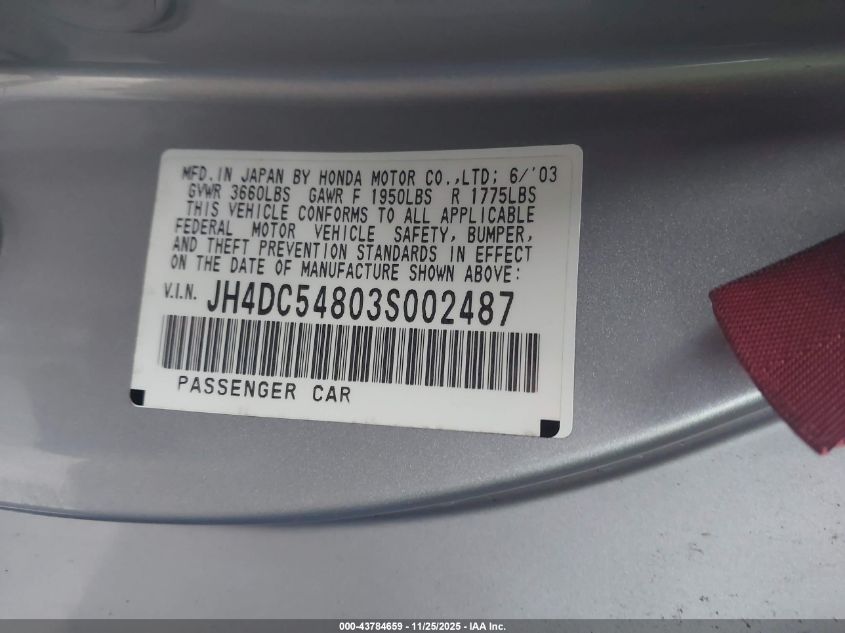 MFD.IN JAPAN BY HONDA MOTOR CO.,LTD; 6/'03
GVWR 3660LBS GAWR F 1950LBS R 1775LBS
THIS VEHICLE CONFORMS TO ALL APPLICABLE
FEDERAL MOTOR VEHICLE SAFETY, BUMPER,
AND THEFT PREVENTION STANDARDS IN EFFECT
ON THE DATE OF MANUFACTURE SHOWN ABOVE:
V.I.N. JH4DC54803S002487
PASSENGER CAR
000-43784659 - 11/25/2025 - IAA Inc.